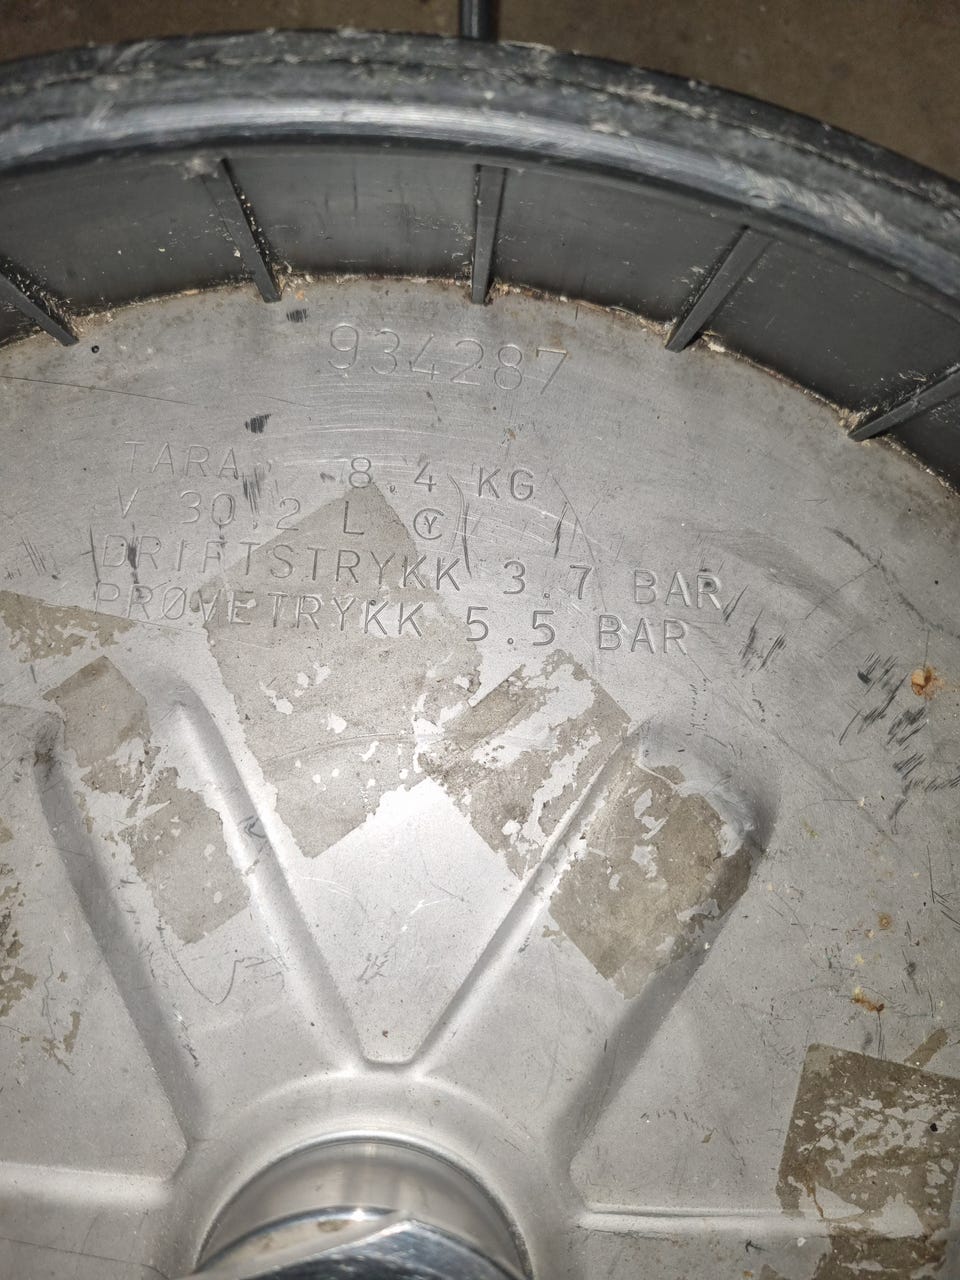 934287
TARA 8.4 KG
V 30.2 L Ⓨ
DRIFTSTRYKK 3.7 BAR
PRØVETRYKK 5.5 BAR